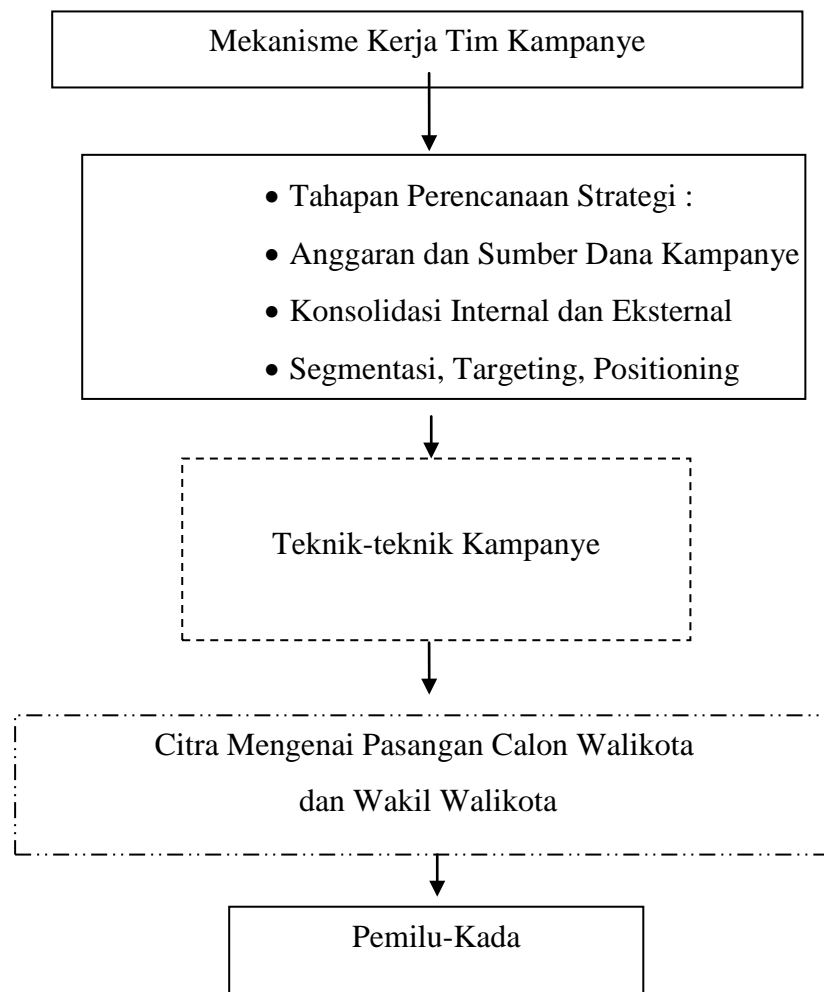 Mekanisme Kerja Tim Kampanye
• Tahapan Perencanaan Strategi :
• Anggaran dan Sumber Dana Kampanye
• Konsolidasi Internal dan Eksternal
• Segmentasi, Targeting, Positioning
Teknik-teknik Kampanye
Citra Mengenai Pasangan Calon Walikota
dan Wakil Walikota
Pemilu-Kada